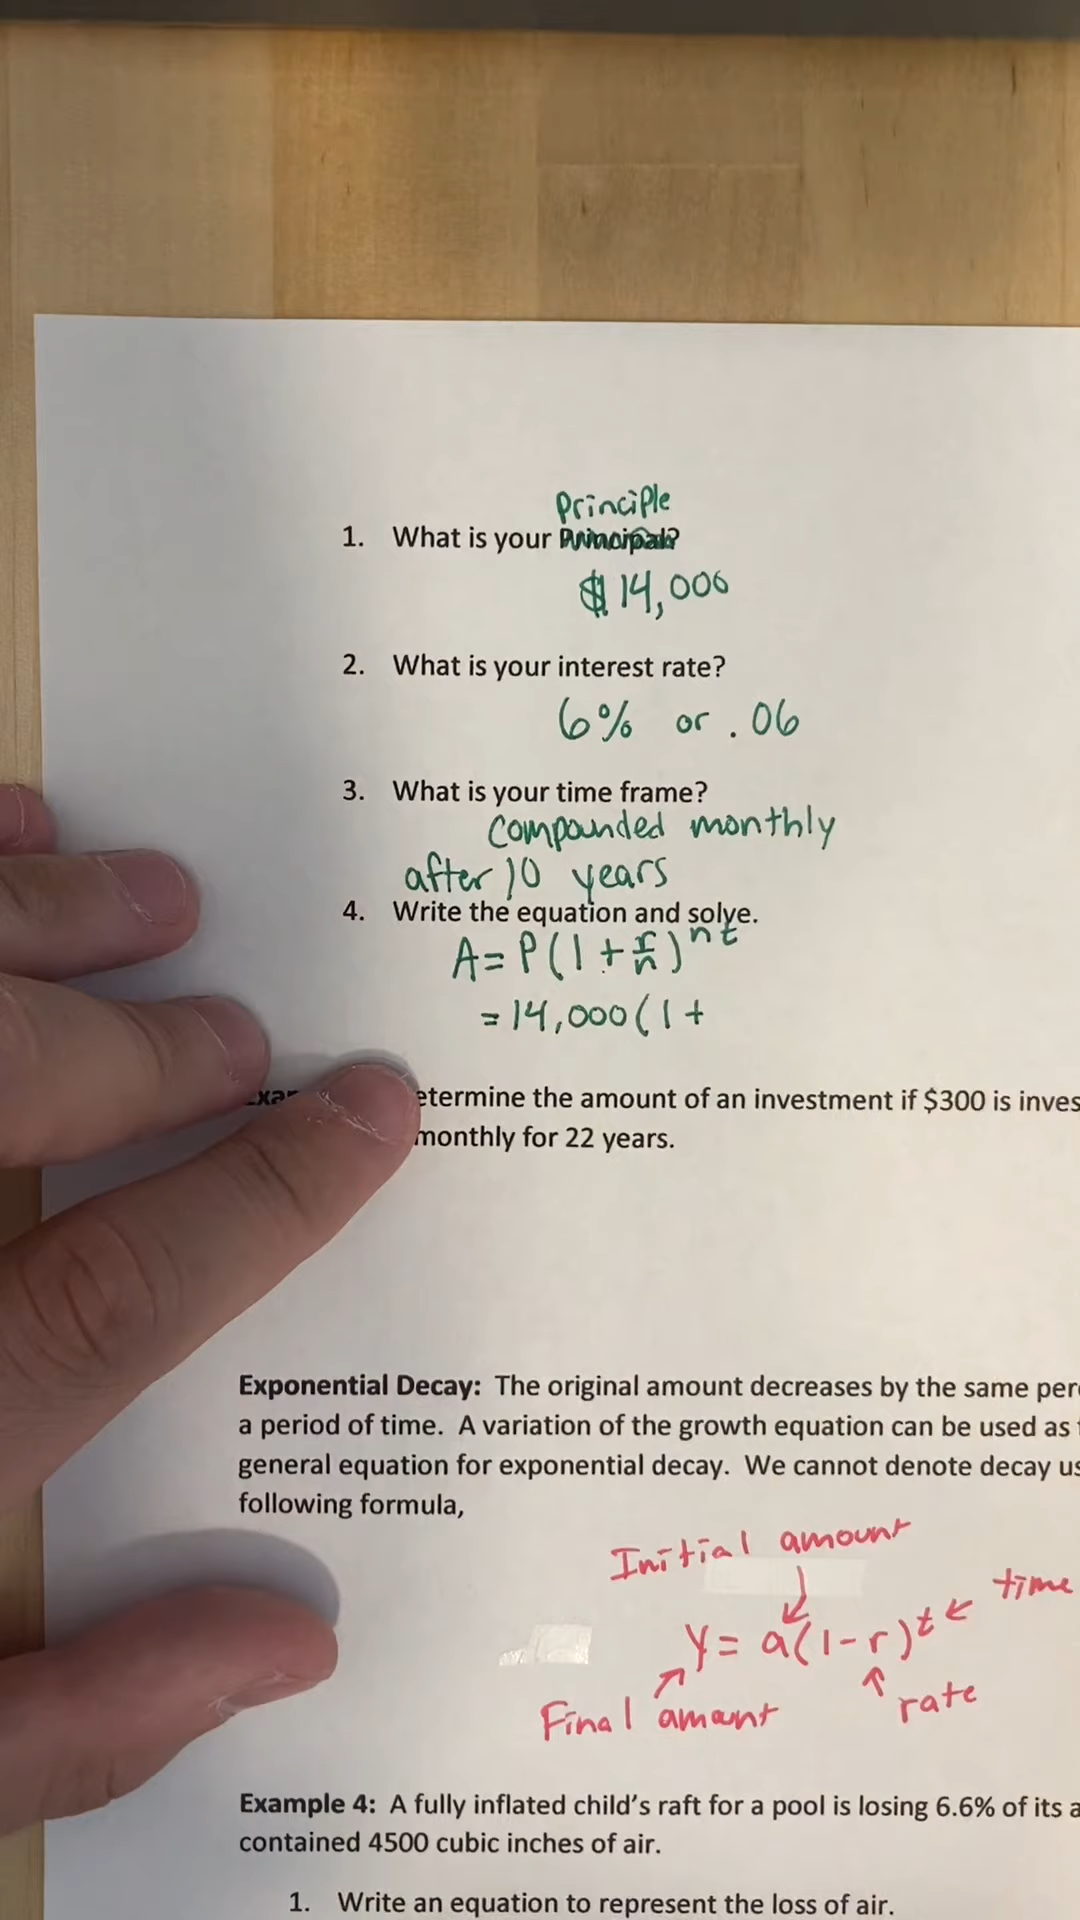 Principle
1. What is your Principal?
$14,000
2. What is your interest rate?
6% or .06
3. What is your time frame?
compounded monthly
after 10 years
4. Write the equation and solve.
A=P(1+r/n)^nt
=14,000(1+
etermine the amount of an investment if $300 is inves
monthly for 22 years.
Exponential Decay: The original amount decreases by the same per
a period of time. A variation of the growth equation can be used as
general equation for exponential decay. We cannot denote decay us
following formula,
Initial amount
time
y= a(1-r)^t
rate
Final amount
Example 4: A fully inflated child's raft for a pool is losing 6.6% of its a
contained 4500 cubic inches of air.
1. Write an equation to represent the loss of air.